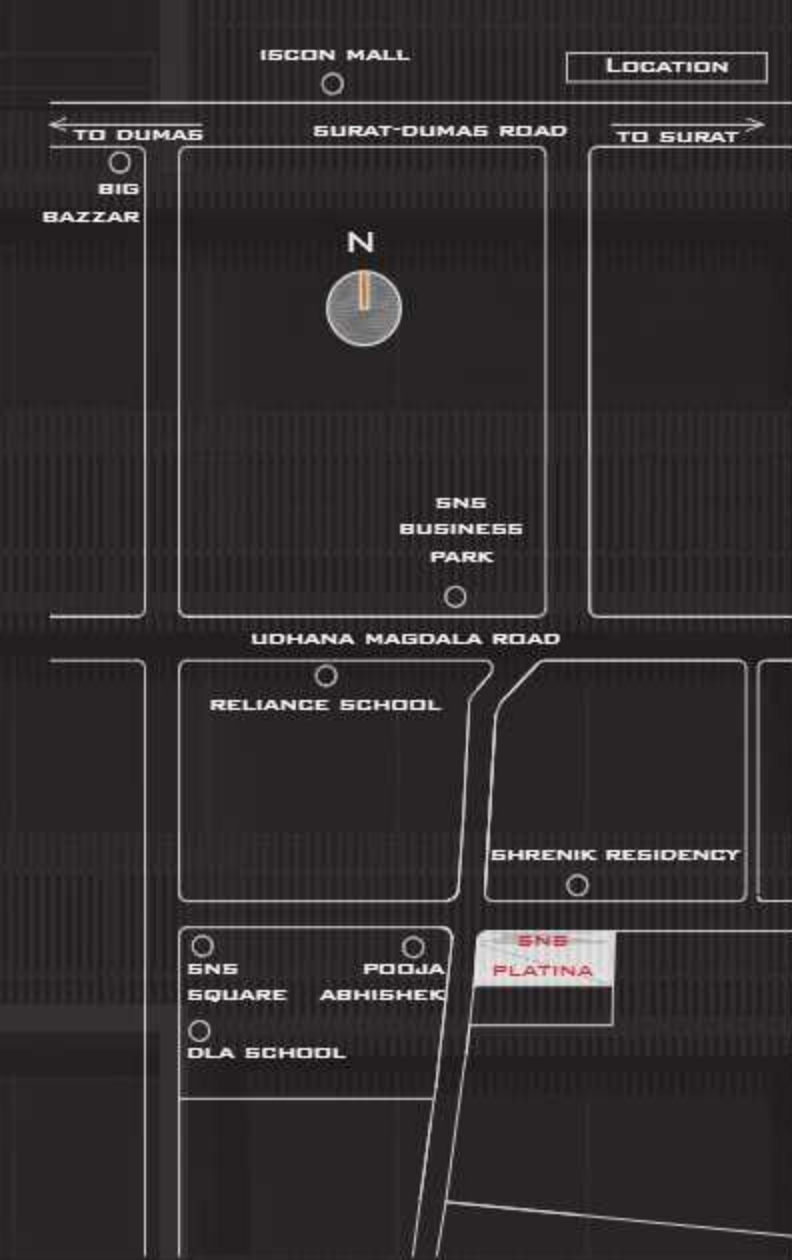 ISCON MALL
LOCATION
TO DUMAS
SURAT-DUMAS ROAD
TO SURAT
BIG
BAZZAR
N
SNS
BUSINESS
PARK
UDHANA MAGDALA ROAD
RELIANCE SCHOOL
SHRENIK RESIDENCY
SNS
PLATINA
SNS
SQUARE
POOJA
ABHISHEK
DLA SCHOOL